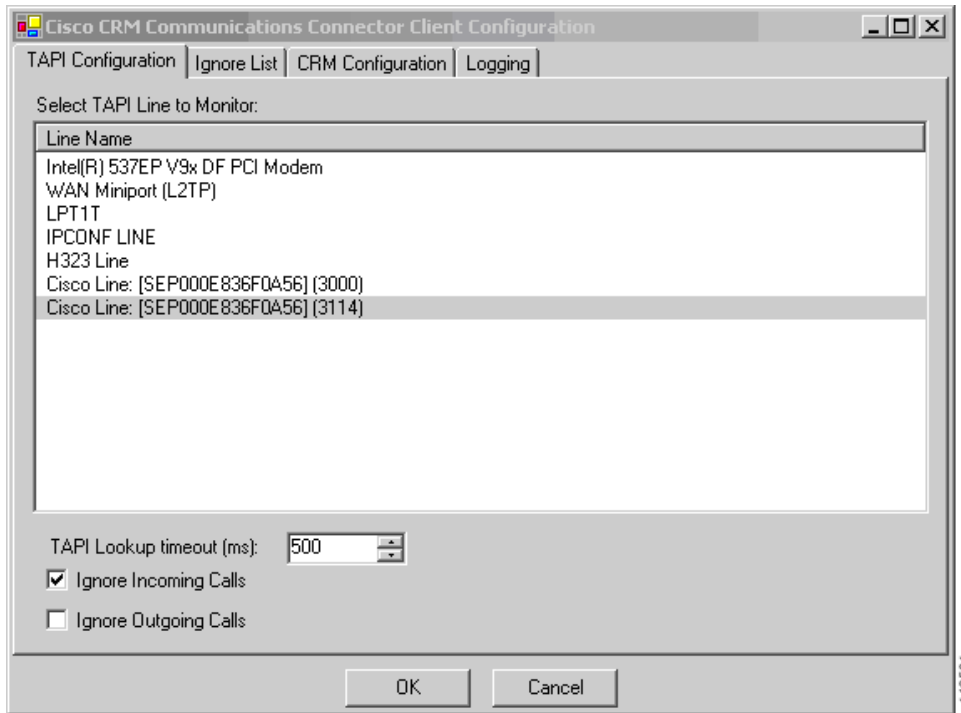 Cisco CRM Communications Connector Client Configuration
TAPI Configuration Ignore List CRM Configuration Logging
Select TAPI Line to Monitor:
Line Name
Intel(R) 537EP V9x DF PCI Modem
WAN Miniport (L2TP)
LPT1T
IPCONF LINE
H323 Line
Cisco Line: [SEP000E836F0A56] (3000)
Cisco Line: [SEP000E836F0A56] (3114)
TAPI Lookup timeout (ms): 500
Ignore Incoming Calls
Ignore Outgoing Calls
OK Cancel